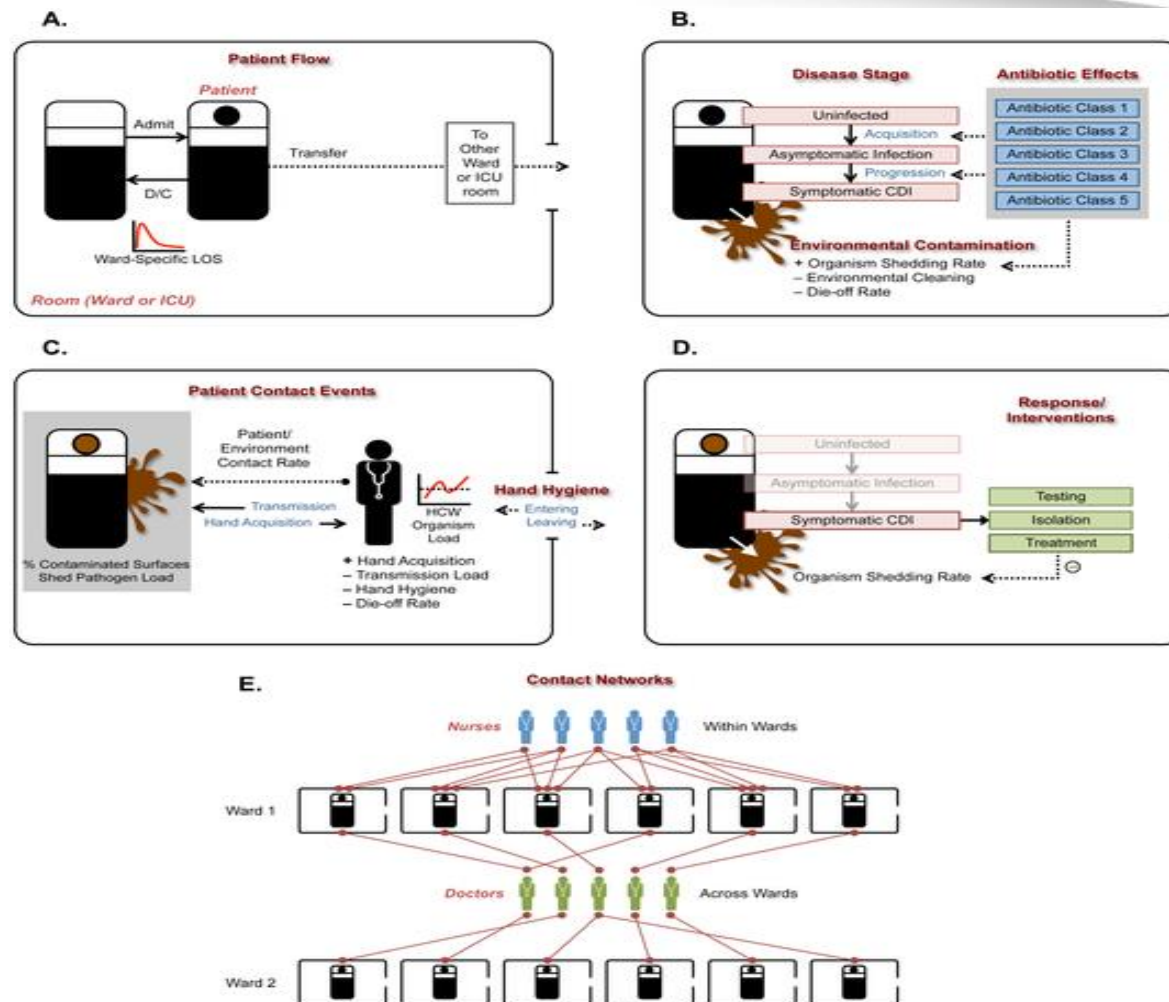 A.
Patient Flow
Patient
Admit
Transfer
D/C
To
Other
Ward
or ICU
room
Ward-Specific LOS
Room (Ward or ICU)
B.
Disease Stage
Antibiotic Effects
Uninfected
Acquisition
Asymptomatic Infection
Progression
Symptomatic CDI
Antibiotic Class 1
Antibiotic Class 2
Antibiotic Class 3
Antibiotic Class 4
Antibiotic Class 5
Environmental Contamination
+ Organism Shedding Rate
– Environmental Cleaning
– Die-off Rate
C.
Patient Contact Events
Patient/
Environment
Contact Rate
Transmission
Hand Acquisition
% Contaminated Surfaces
Shed Pathogen Load
HCW
Organism
Load
+ Hand Acquisition
– Transmission Load
– Hand Hygiene
– Die-off Rate
Hand Hygiene
Entering
Leaving
D.
Response/
Interventions
Uninfected
Asymptomatic Infection
Symptomatic CDI
Testing
Isolation
Treatment
Organism Shedding Rate
E.
Contact Networks
Nurses
Within Wards
Ward 1
Doctors
Across Wards
Ward 2